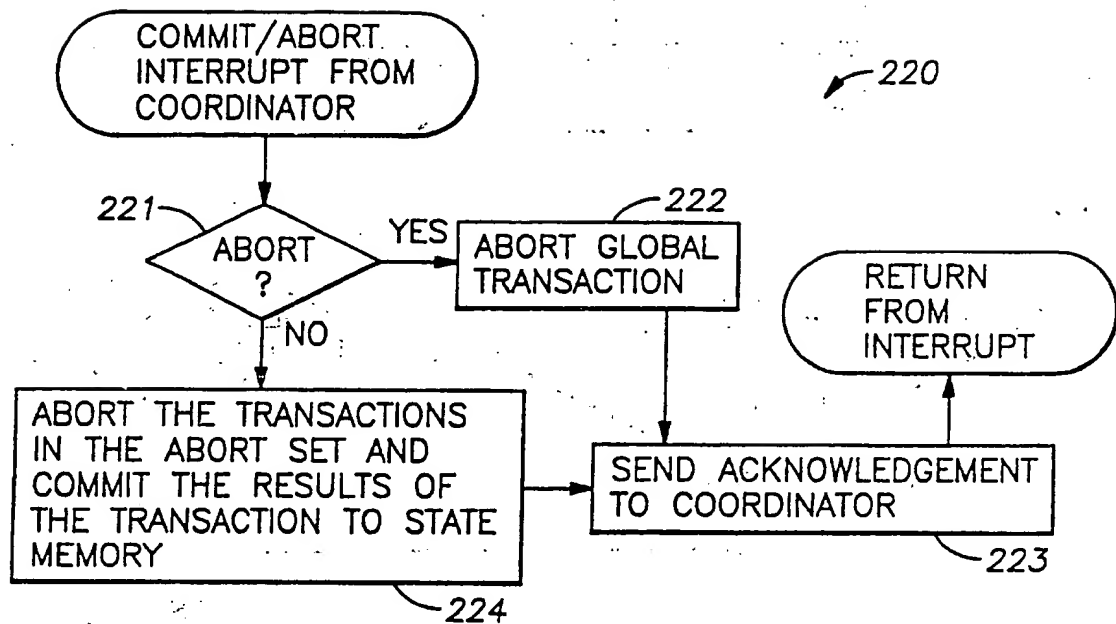 COMMIT/ABORT
INTERRUPT FROM
COORDINATOR
220
221
ABORT
?
YES
NO
222
ABORT GLOBAL
TRANSACTION
RETURN
FROM
INTERRUPT
ABORT THE TRANSACTIONS
IN THE ABORT SET AND
COMMIT THE RESULTS OF
THE TRANSACTION TO STATE
MEMORY.
224
SEND ACKNOWLEDGEMENT
TO COORDINATOR
223